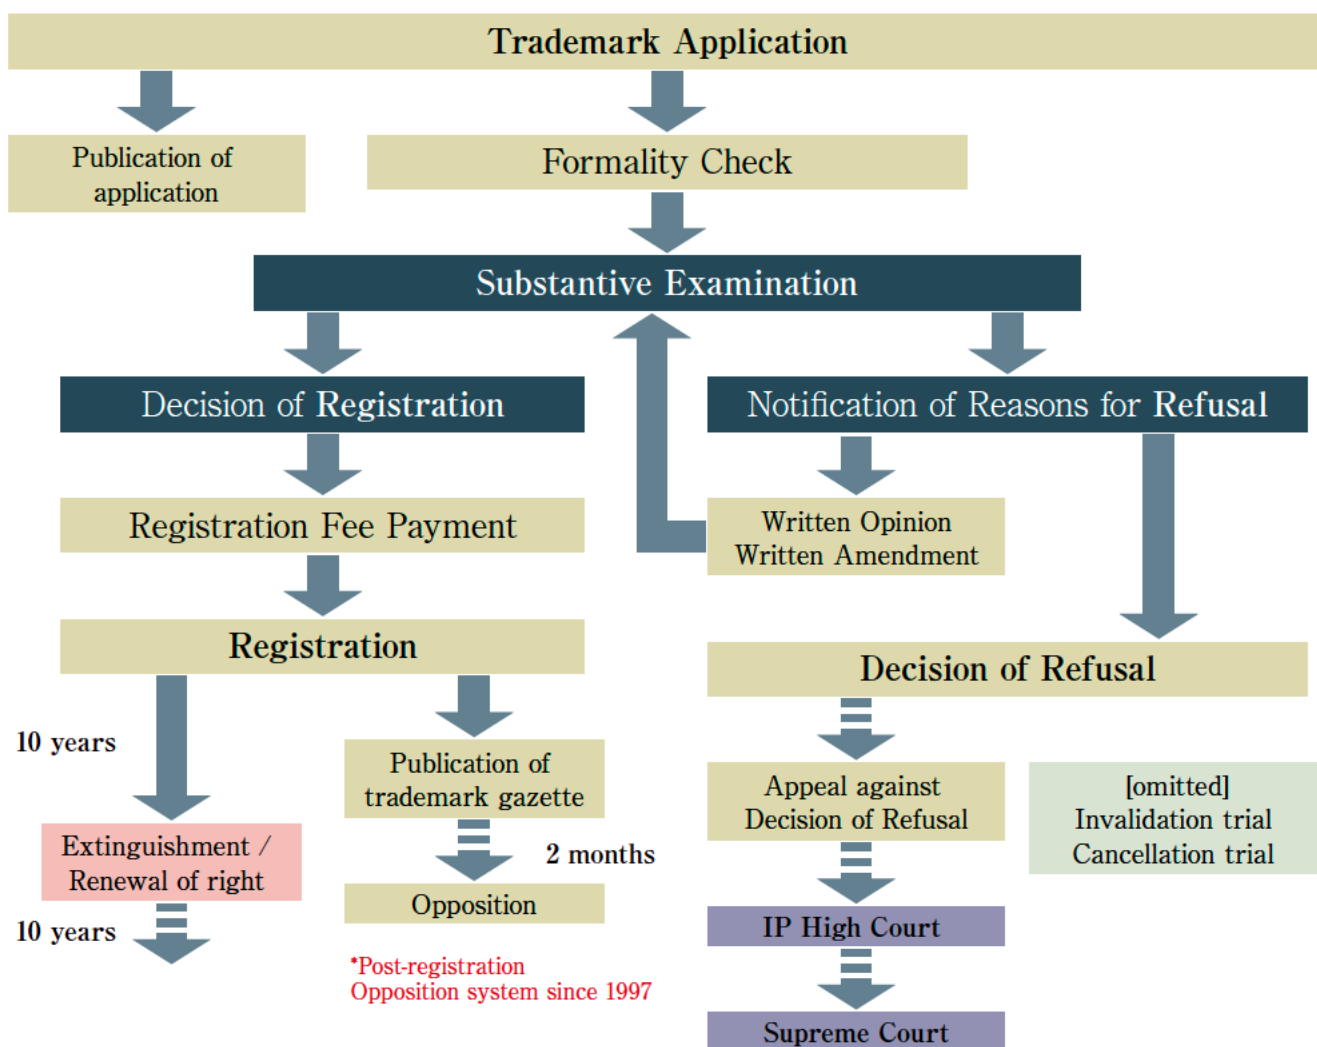 Trademark Application
Publication of
application
Formality Check
Substantive Examination
Decision of Registration
Notification of Reasons for Refusal
Registration Fee Payment
Written Opinion
Written Amendment
Registration
Decision of Refusal
10 years
Publication of
trademark gazette
Appeal against
Decision of Refusal
[omitted]
Invalidation trial
Cancellation trial
Extinguishment /
Renewal of right
2 months
10 years
Opposition
IP High Court
*Post-registration
Opposition system since 1997
Supreme Court